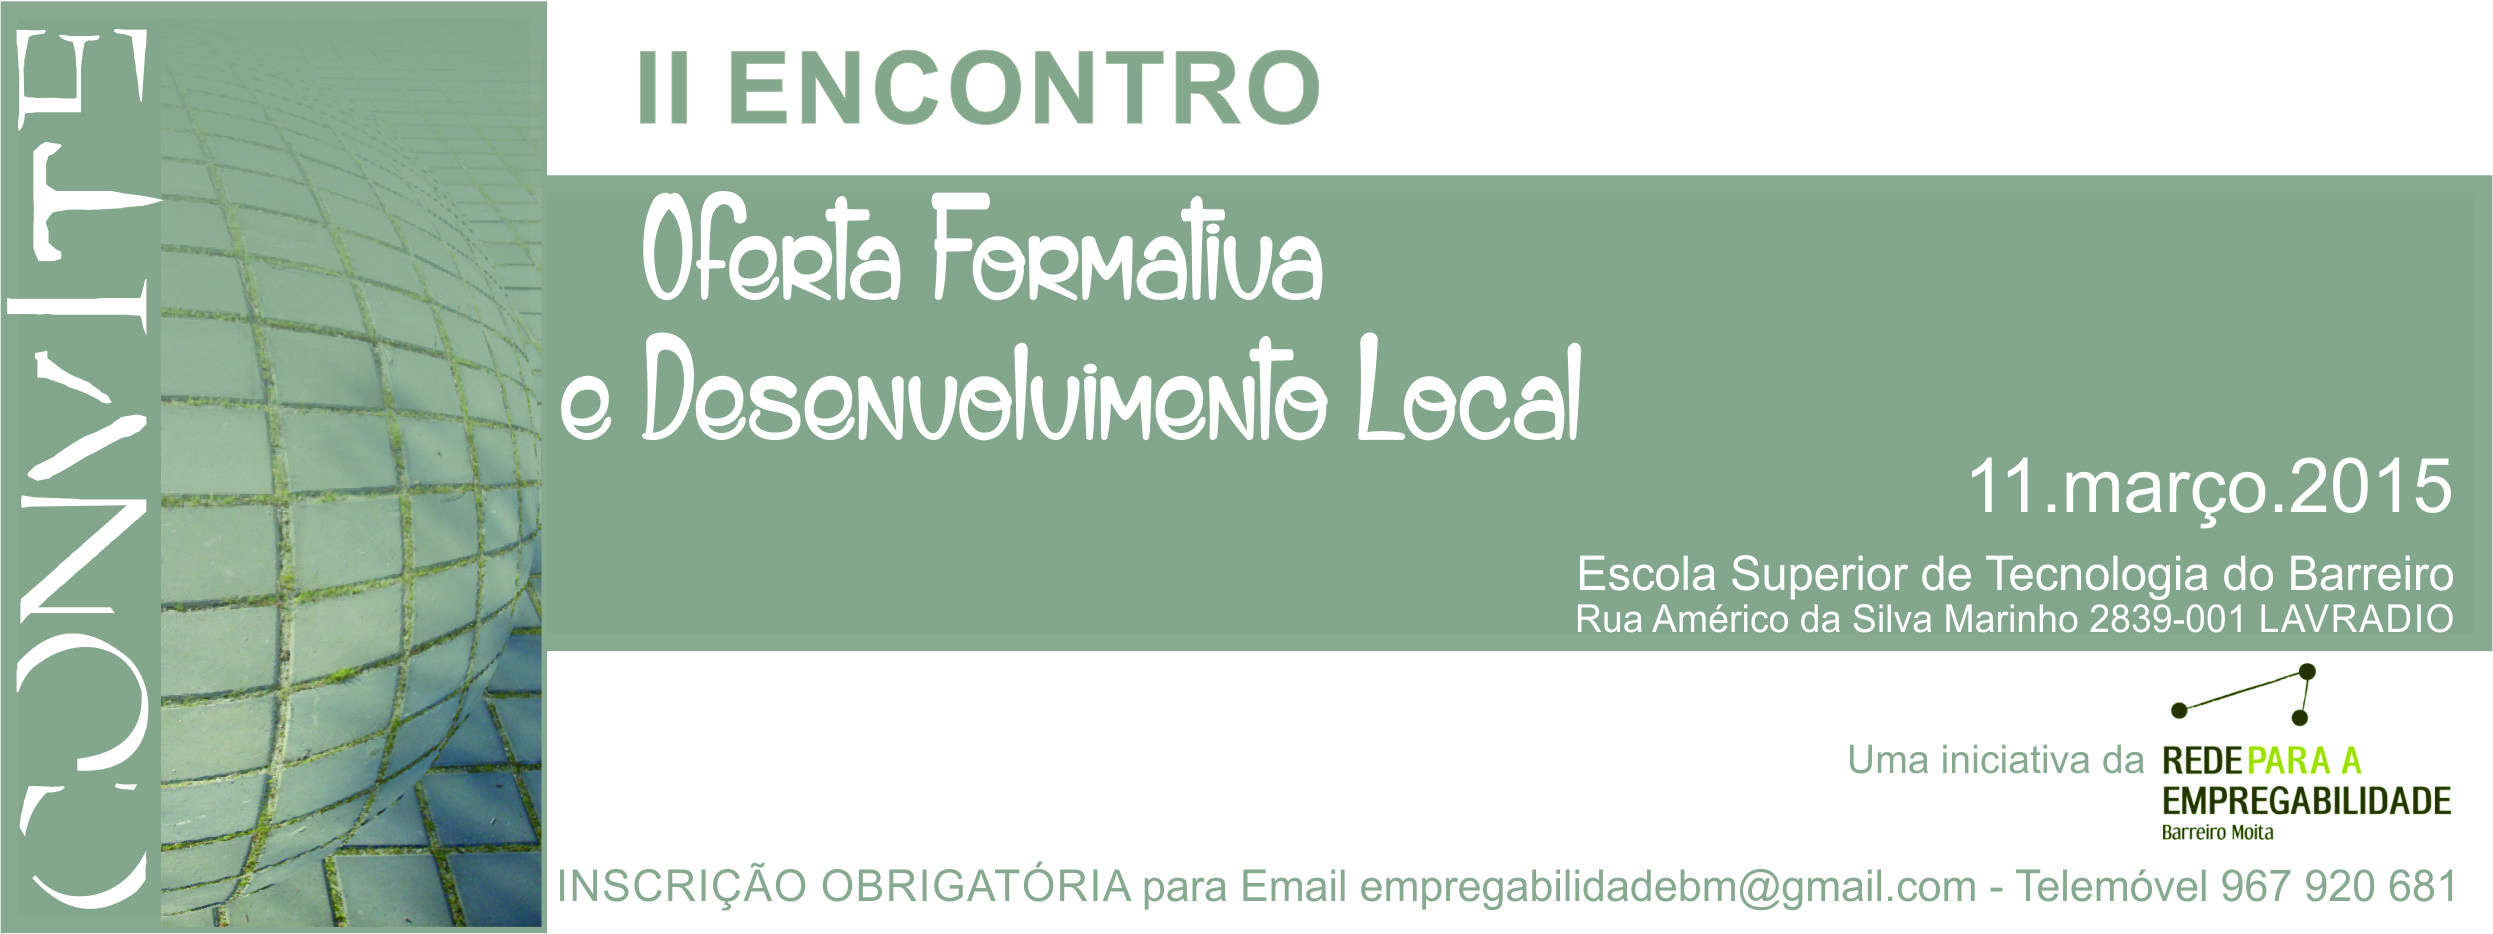 CONVITE
II ENCONTRO
Oferta Formativa
e Desenvolvimento Local
11.março.2015
Escola Superior de Tecnologia do Barreiro
Rua Américo da Silva Marinho 2839-001 LAVRADIO
Uma iniciativa da REDE PARA A
EMPREGABILIDADE
Barreiro Moita
INSCRIÇÃO OBRIGATÓRIA para Email empregabilidadebm@gmail.com - Telemóvel 967 920 681